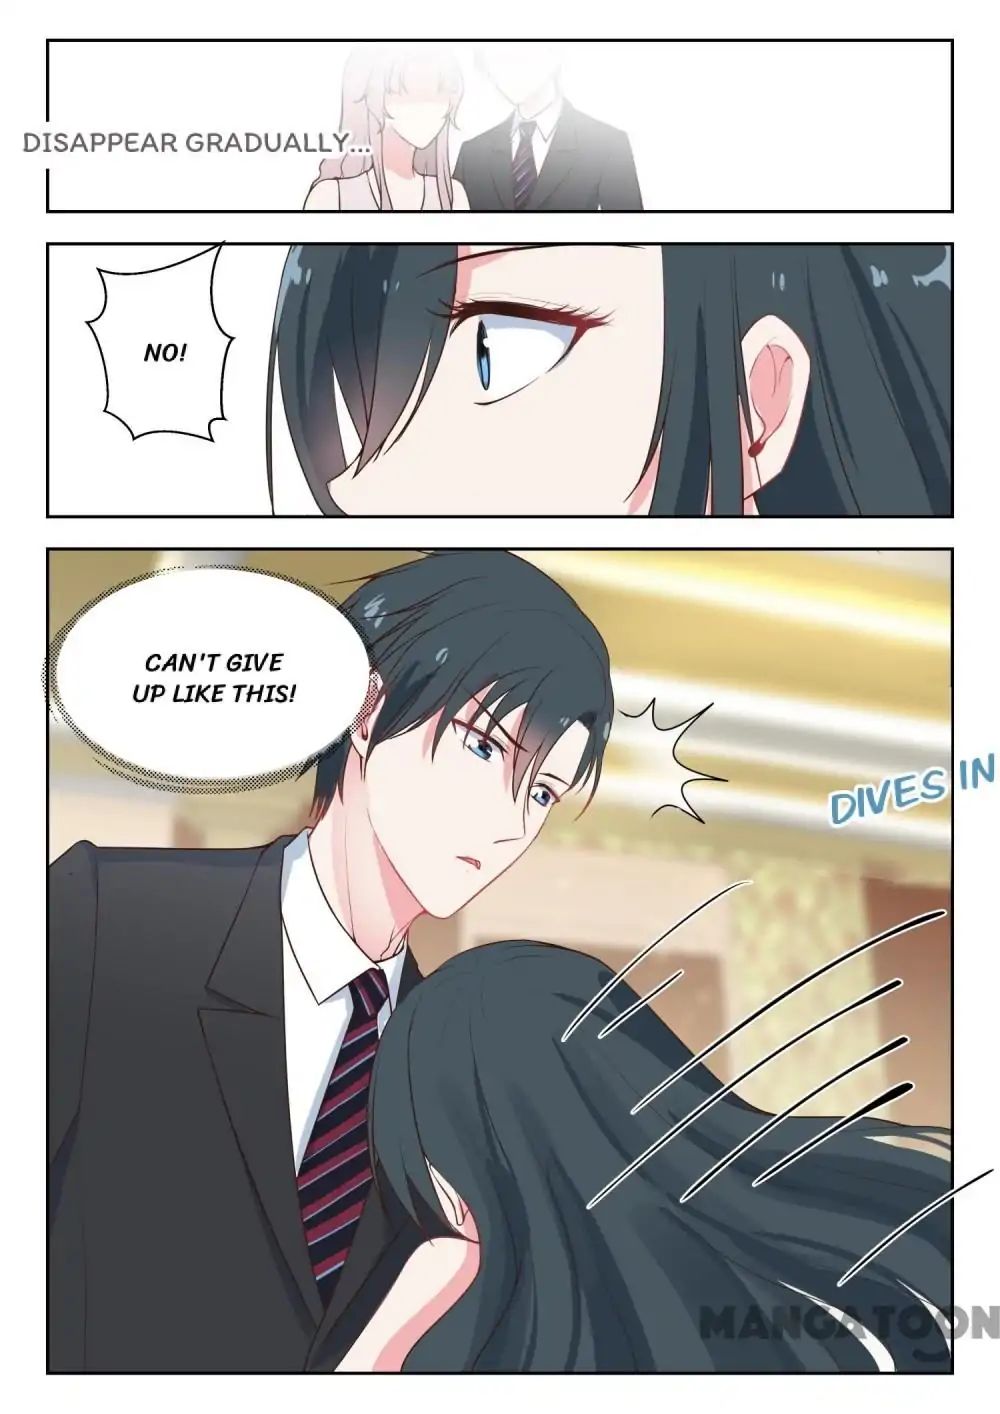 DISAPPEAR GRADUALLY...
NO!
CAN'T GIVE
UP LIKE THIS!
DIVES IN
MANGATOON